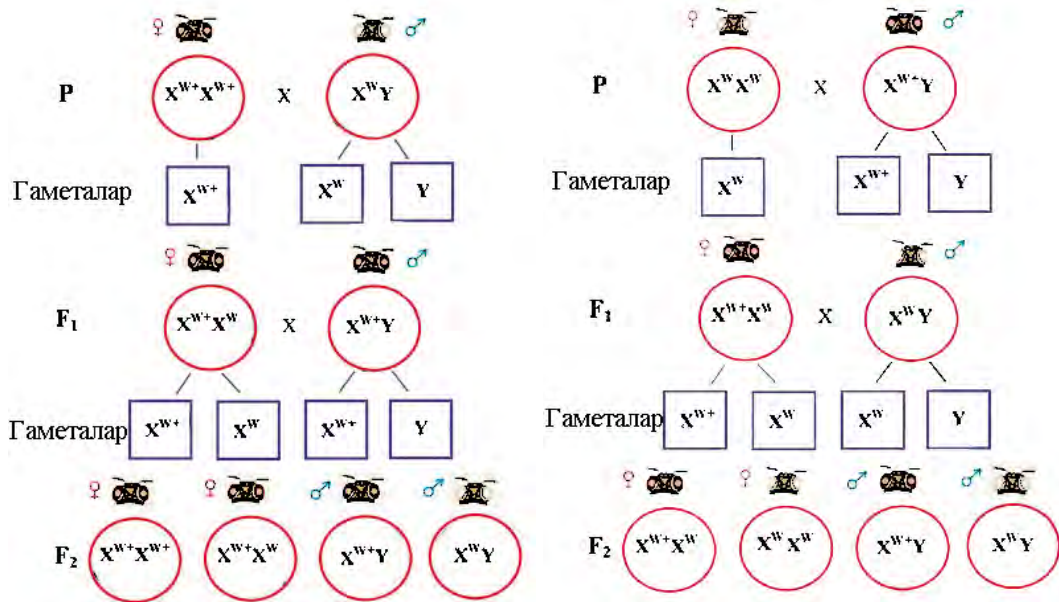 ♀ ♂
P X^{W+}X^{W+} x X^{W}Y
Гаметалар X^{W+} X^{W} Y
♀ ♂
F₁ X^{W+}X^{W} x X^{W+}Y
Гаметалар X^{W+} X^{W} X^{W+} Y
♀ ♀ ♂ ♂
F₂ X^{W+}X^{W+} X^{W+}X^{W} X^{W+}Y X^{W}Y
♀ ♂
P X^{W}X^{W} x X^{W+}Y
Гаметалар X^{W} X^{W+} Y
♀ ♂
F₁ X^{W+}X^{W} x X^{W}Y
Гаметалар X^{W+} X^{W} X^{W} Y
♀ ♀ ♂ ♂
F₂ X^{W+}X^{W} X^{W}X^{W} X^{W+}Y X^{W}Y